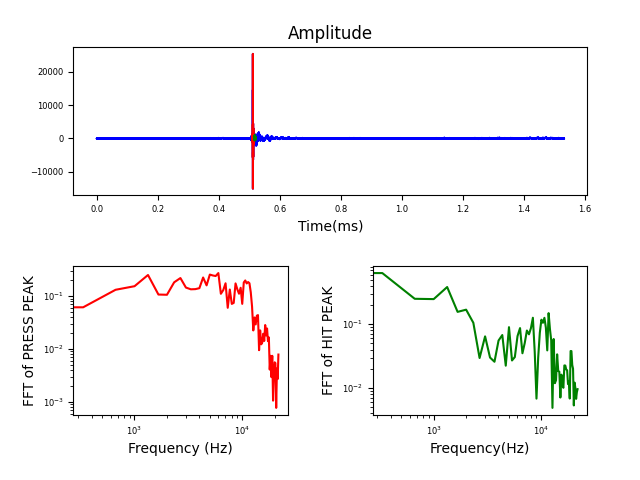 Amplitude
20000
10000
0
−10000
0.0 0.2 0.4 0.6 0.8 1.0 1.2 1.4 1.6
Time(ms)
FFT of PRESS PEAK
10⁻¹
10⁻²
10⁻³
10³ 10⁴
Frequency (Hz)
FFT of HIT PEAK
10⁻¹
10⁻²
10³ 10⁴
Frequency(Hz)